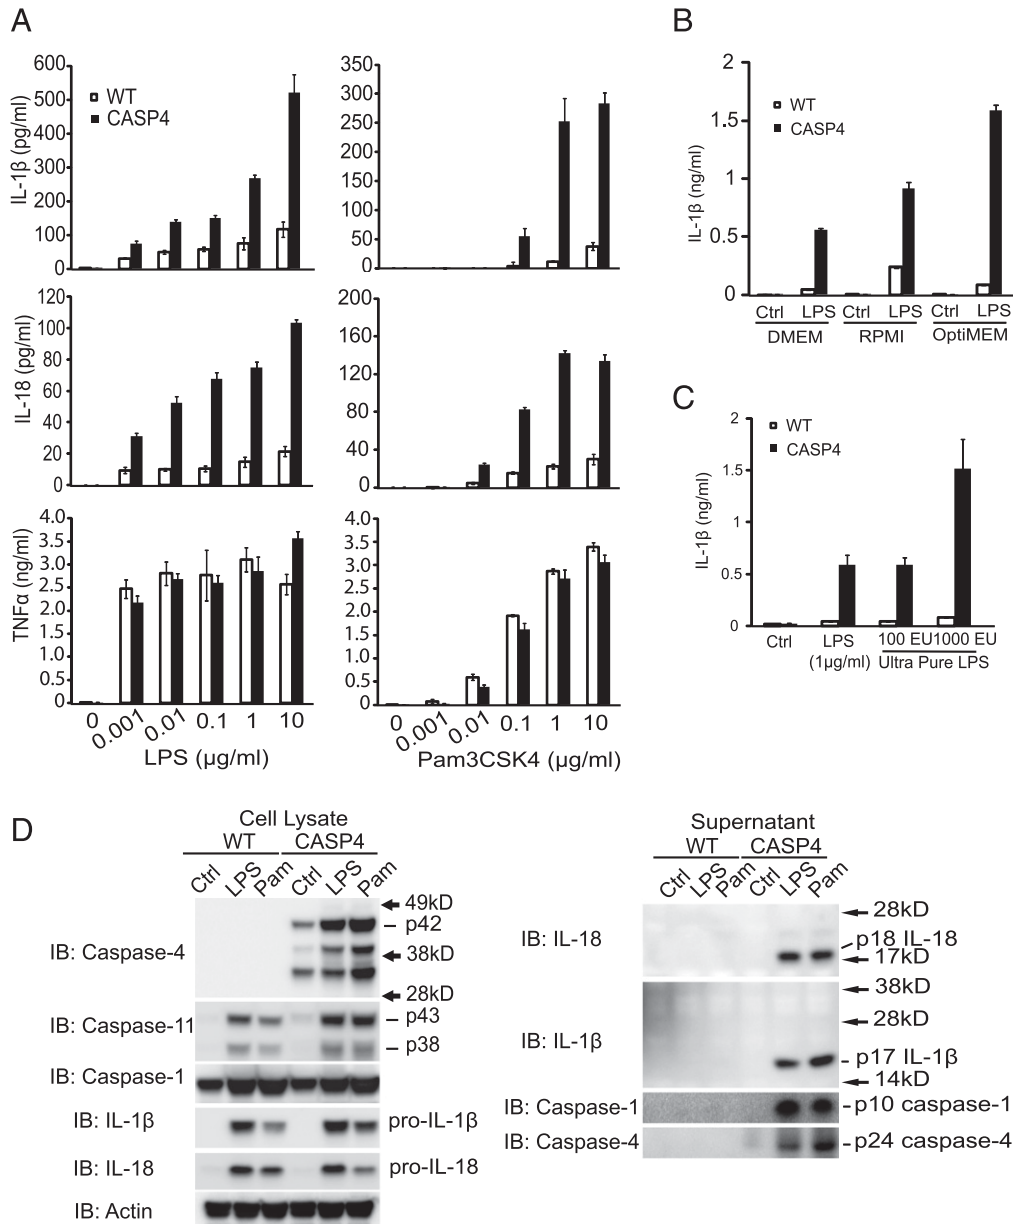 A
IL-1β (pg/ml)
600
500
400
300
200
100
0
WT
CASP4
350
300
250
200
150
100
50
0
IL-18 (pg/ml)
120
100
80
60
40
20
0
200
160
120
80
40
0
TNFα (ng/ml)
4.0
3.5
3.0
2.5
2.0
1.5
1.0
0.5
0
0 0.001 0.01 0.1 1 10
LPS (µg/ml)
4.0
3.5
3.0
2.5
2.0
1.5
1.0
0.5
0
0 0.001 0.01 0.1 1 10
Pam3CSK4 (µg/ml)
B
IL-1β (ng/ml)
2
1.5
1
0.5
0
WT
CASP4
Ctrl LPS Ctrl LPS Ctrl LPS
DMEM RPMI OptiMEM
C
IL-1β (ng/ml)
2
1.5
1
0.5
0
WT
CASP4
Ctrl LPS 100 EU 1000 EU
(1µg/ml) Ultra Pure LPS
D
Cell Lysate
WT CASP4
Ctrl LPS Pam Ctrl LPS Pam
IB: Caspase-4
49kD
p42
38kD
28kD
IB: Caspase-11
p43
p38
IB: Caspase-1
IB: IL-1β pro-IL-1β
IB: IL-18 pro-IL-18
IB: Actin
Supernatant
WT CASP4
Ctrl LPS Pam Ctrl LPS Pam
IB: IL-18
28kD
p18 IL-18
17kD
IB: IL-1β
38kD
28kD
p17 IL-1β
14kD
IB: Caspase-1 p10 caspase-1
IB: Caspase-4 p24 caspase-4